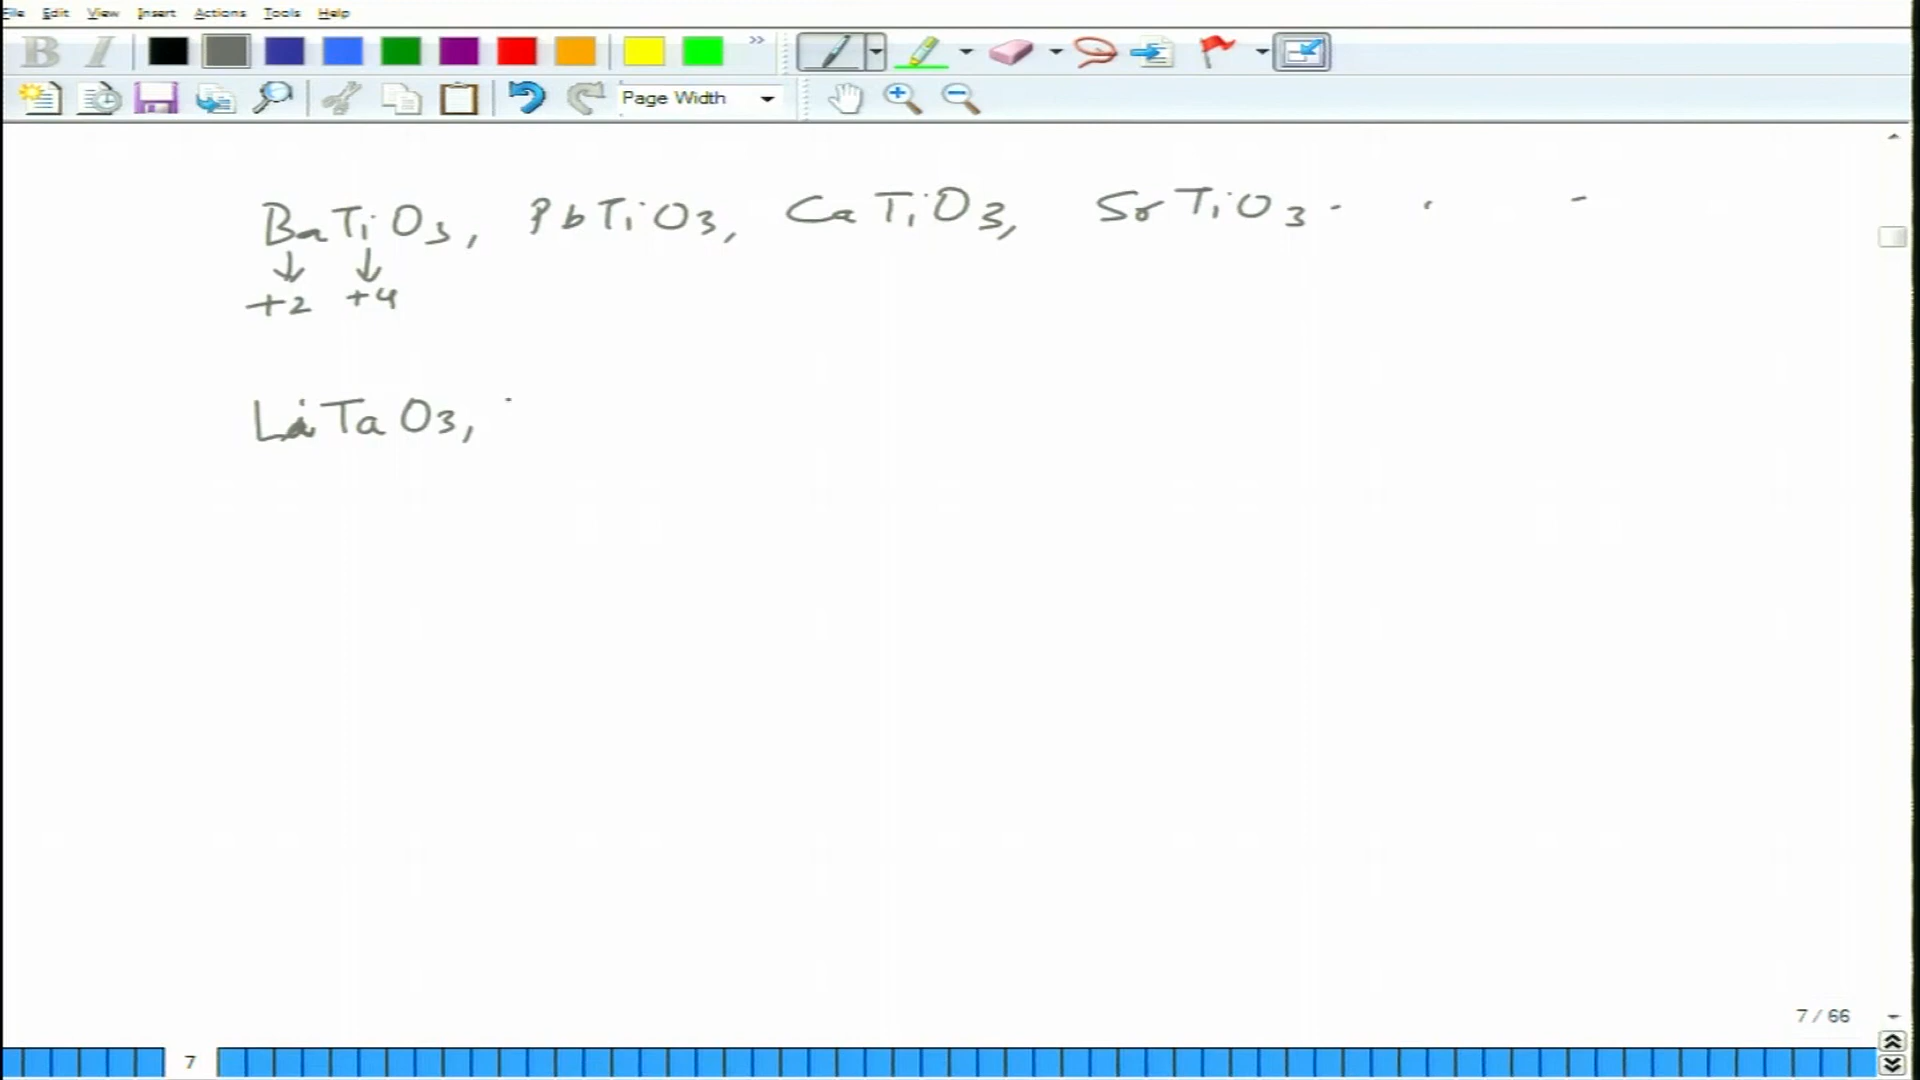 File Edit View Insert Actions Tools Help
B I
Page Width
BaTiO3, PbTiO3, CaTiO3, SrTiO3 . . .
+2 +4
LiTaO3,
7 / 66
7